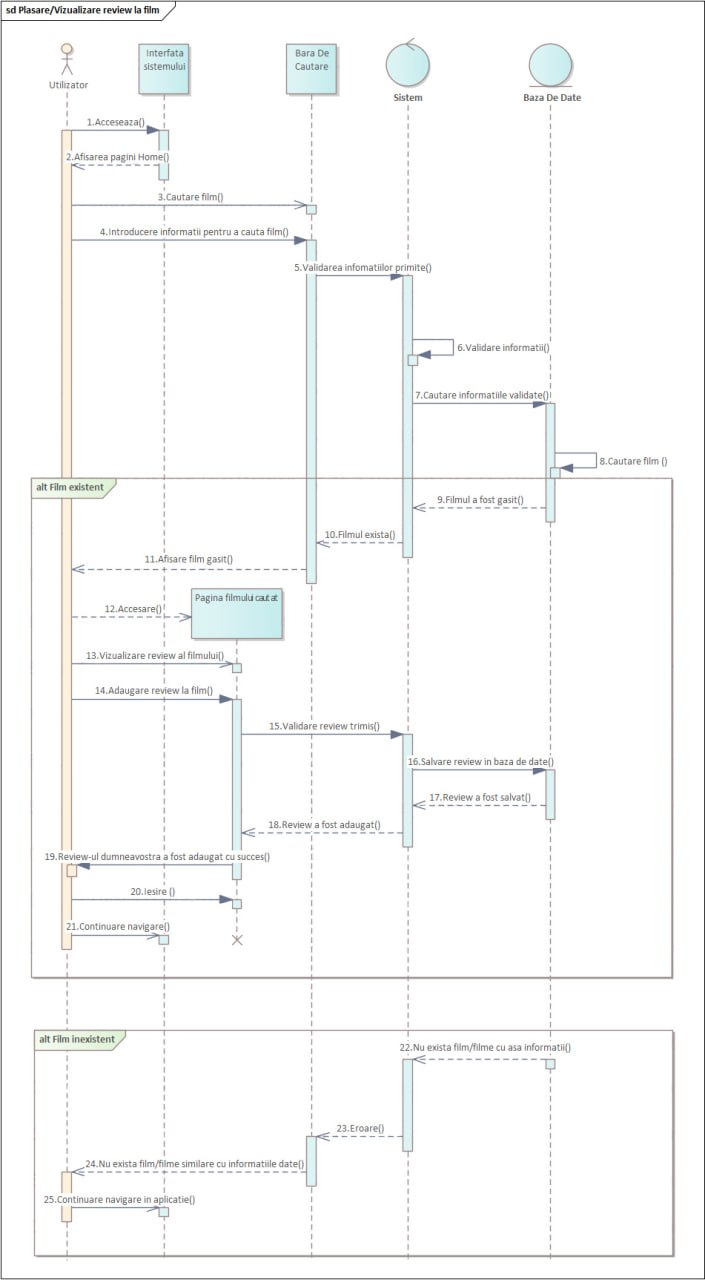 sd Plasare/Vizualizare review la film
Utilizator
Interfata
sistemului
Bara De
Cautare
Sistem
Baza De Date
1.Acceseaza()
2.Afisarea pagini Home()
3.Cautare film()
4.Introducere informatii pentru a cauta film()
5.Validarea infomatiilor primite()
6.Validare informatii()
7.Cautare informatiile validate()
8.Cautare film ()
alt Film existent
9.Filmul a fost gasit()
10.Filmul exista()
11.Afisare film gasit()
Pagina filmului cautat
12.Accesare()
13.Vizualizare review al filmului()
14.Adaugare review la film()
15.Validare review trimis()
16.Salvare review in baza de date()
17.Review a fost salvat()
18.Review a fost adaugat()
19.Review-ul dumneavostra a fost adaugat cu succes()
20.Iesire ()
21.Continuare navigare()
alt Film inexistent
22.Nu exista film/filme cu asa informatii()
23.Eroare()
24.Nu exista film/filme similare cu informatiile date()
25.Continuare navigare in aplicatie()